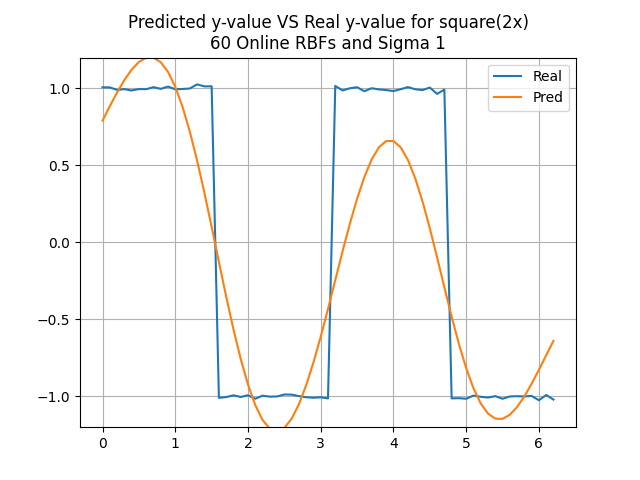 Predicted y-value VS Real y-value for square(2x)
60 Online RBFs and Sigma 1
Real
Pred
1.0
0.5
0.0
−0.5
−1.0
0 1 2 3 4 5 6